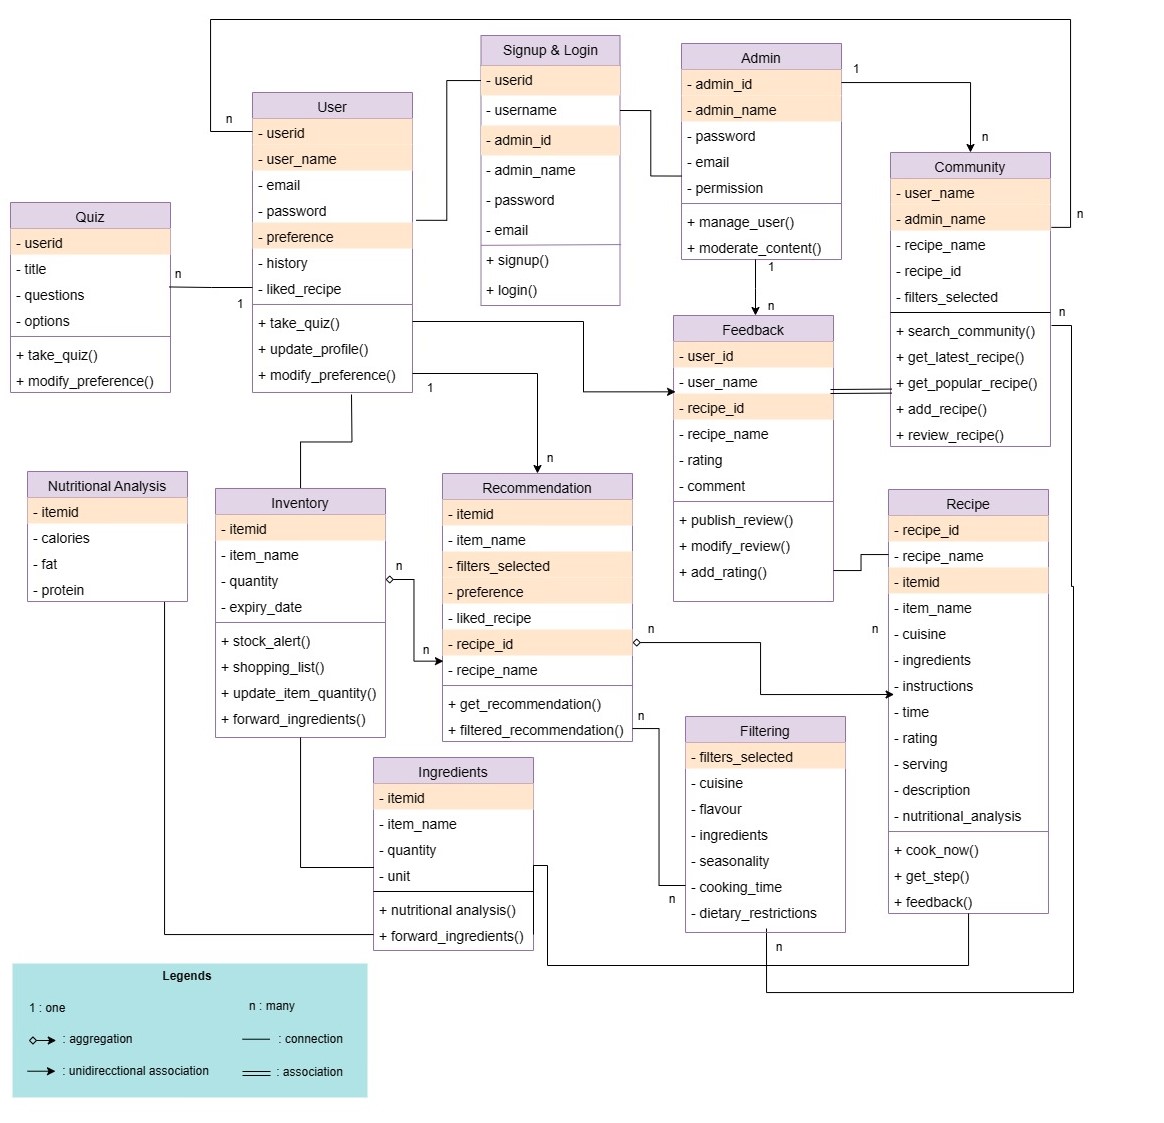 Signup & Login
- userid
- username
- admin_id
- admin_name
- password
- email
+ signup()
+ login()
Admin
- admin_id
- admin_name
- password
- email
- permission
+ manage_user()
+ moderate_content()
1
n
1
n
User
- userid
- user_name
- email
- password
- preference
- history
- liked_recipe
+ take_quiz()
+ update_profile()
+ modify_preference()
n
1
n
Quiz
- userid
- title
- questions
- options
+ take_quiz()
+ modify_preference()
n
1
Community
- user_name
- admin_name
- recipe_name
- recipe_id
- filters_selected
+ search_community()
+ get_latest_recipe()
+ get_popular_recipe()
+ add_recipe()
+ review_recipe()
n
n
Feedback
- user_id
- user_name
- recipe_id
- recipe_name
- rating
- comment
+ publish_review()
+ modify_review()
+ add_rating()
Nutritional Analysis
- itemid
- calories
- fat
- protein
Inventory
- itemid
- item_name
- quantity
- expiry_date
+ stock_alert()
+ shopping_list()
+ update_item_quantity()
+ forward_ingredients()
n
n
Recommendation
- itemid
- item_name
- filters_selected
- preference
- liked_recipe
- recipe_id
- recipe_name
+ get_recommendation()
+ filtered_recommendation()
n
n
n
n
Recipe
- recipe_id
- recipe_name
- itemid
- item_name
- cuisine
- ingredients
- instructions
- time
- rating
- serving
- description
- nutritional_analysis
+ cook_now()
+ get_step()
+ feedback()
Filtering
- filters_selected
- cuisine
- flavour
- ingredients
- seasonality
- cooking_time
- dietary_restrictions
n
Ingredients
- itemid
- item_name
- quantity
- unit
+ nutritional analysis()
+ forward_ingredients()
Legends
1 : one
n : many
: aggregation
: connection
: unidirecctional association
: association